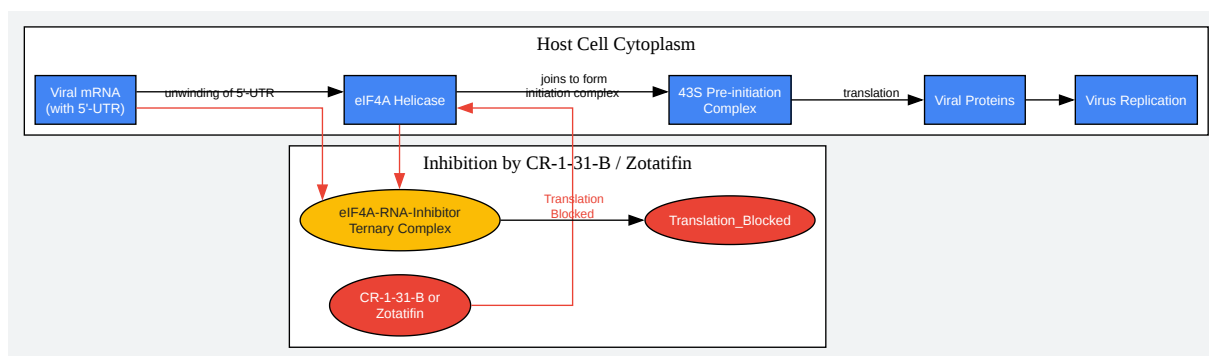 Host Cell Cytoplasm
Viral mRNA
(with 5'-UTR)
unwinding of 5'-UTR
eIF4A Helicase
joins to form
initiation complex
43S Pre-initiation
Complex
translation
Viral Proteins
Virus Replication
Inhibition by CR-1-31-B / Zotatifin
eIF4A-RNA-Inhibitor
Ternary Complex
Translation
Blocked
Translation_Blocked
CR-1-31-B or
Zotatifin